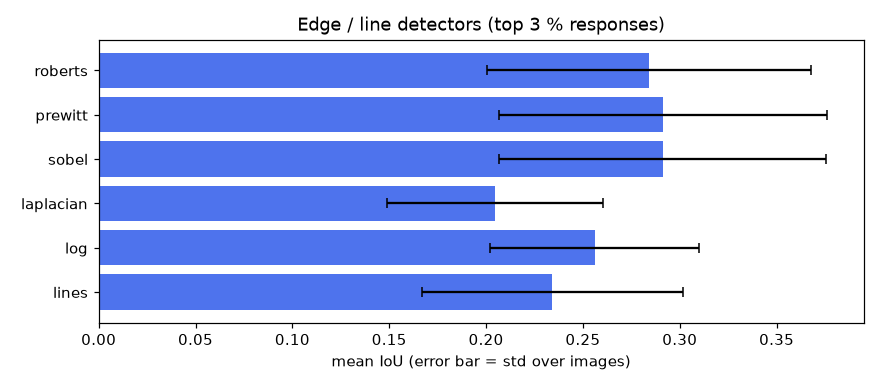 Edge / line detectors (top 3 % responses)
roberts
prewitt
sobel
laplacian
log
lines
0.00 0.05 0.10 0.15 0.20 0.25 0.30 0.35
mean IoU (error bar = std over images)